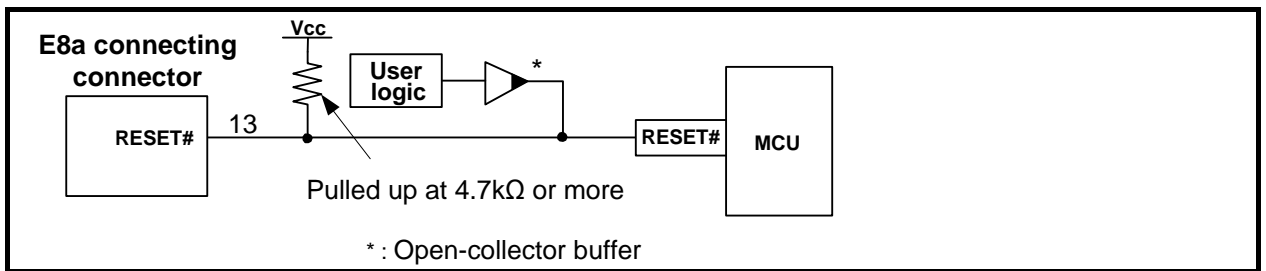 E8a connecting
connector
Vcc
User
logic
*
RESET#
13
RESET#
MCU
Pulled up at 4.7kΩ or more
* : Open-collector buffer